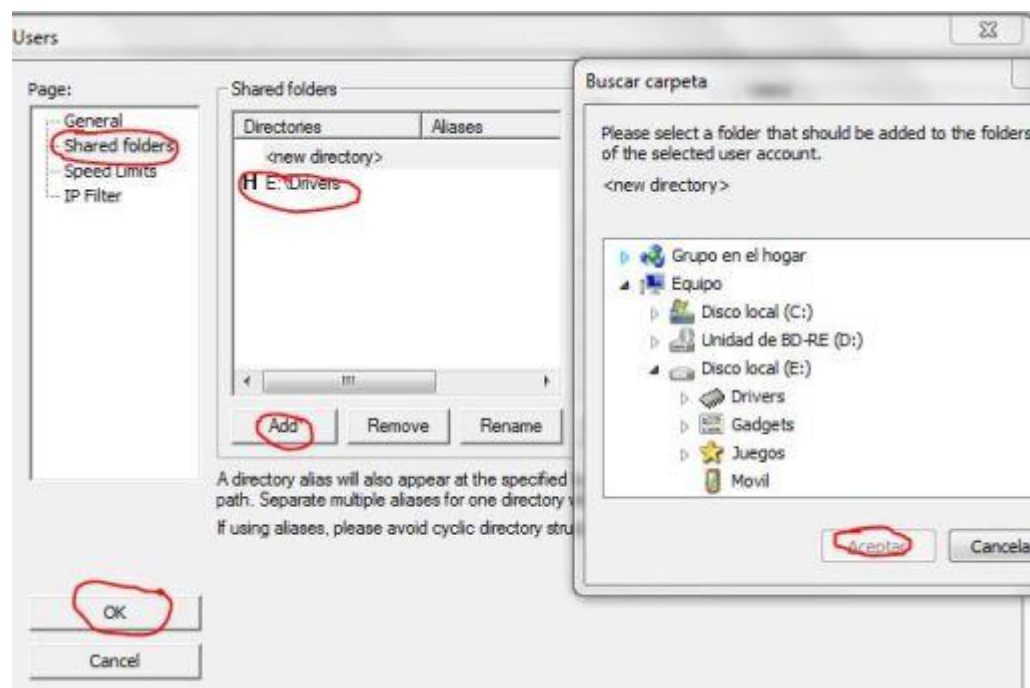 Users
Page:
General
Shared folders
Speed Limits
IP Filter
Shared folders
Directories
Aliases
<new directory>
H E:\Drivers
Add
Remove
Rename
A directory alias will also appear at the specified
path. Separate multiple aliases for one directory
If using aliases, please avoid cyclic directory stru
OK
Cancel
Buscar carpeta
Please select a folder that should be added to the folders
of the selected user account.
<new directory>
Grupo en el hogar
Equipo
Disco local (C:)
Unidad de BD-RE (D:)
Disco local (E:)
Drivers
Gadgets
Juegos
Movil
Aceptar
Cancela